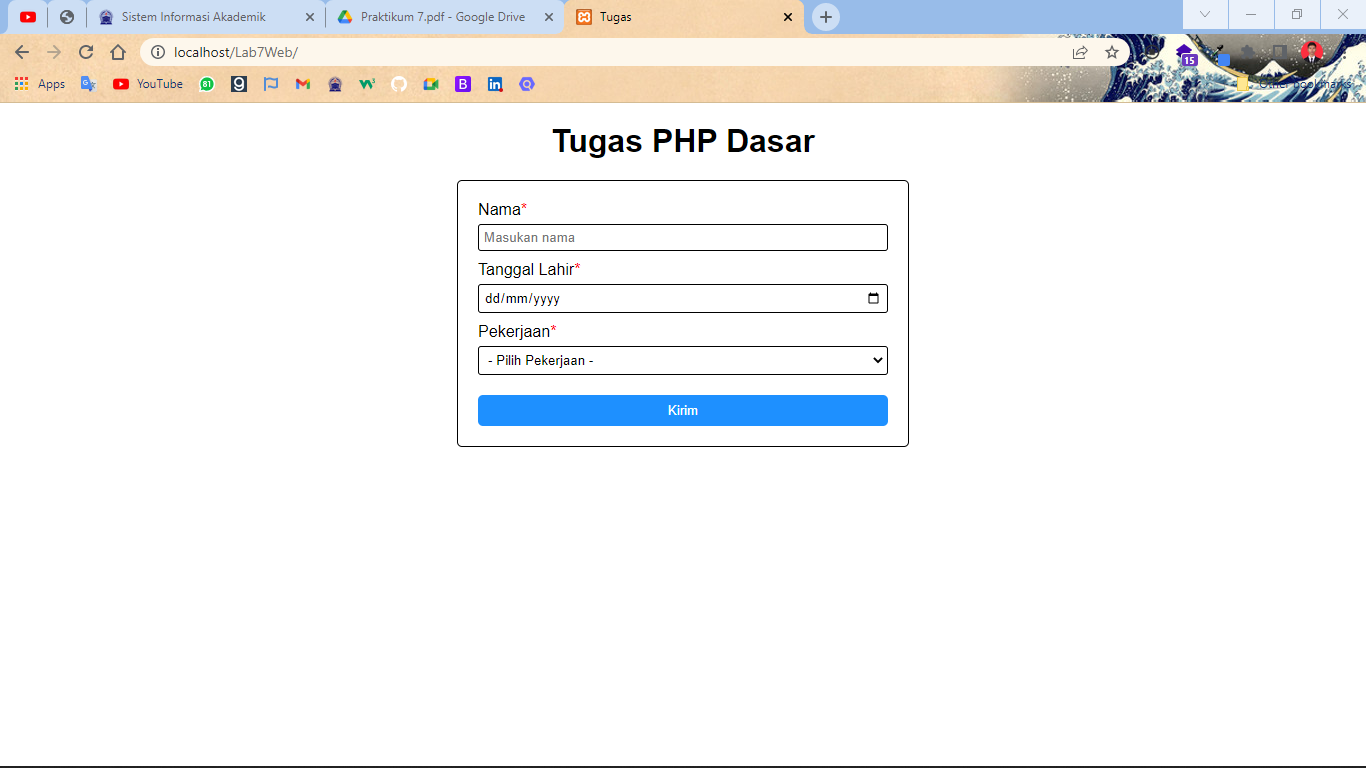 Sistem Informasi Akademik
Praktikum 7.pdf - Google Drive
Tugas
localhost/Lab7Web/
15
Apps
YouTube
Other bookmarks
Tugas PHP Dasar
Nama*
Masukan nama
Tanggal Lahir*
dd/mm/yyyy
Pekerjaan*
- Pilih Pekerjaan -
Kirim